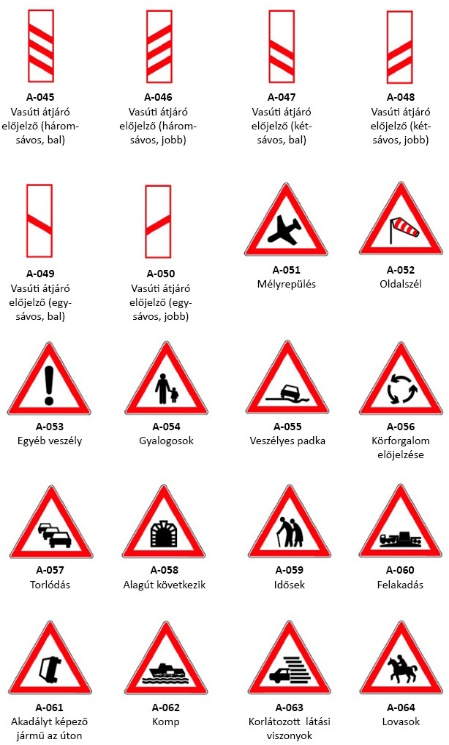 A-045
Vasúti átjáró
előjelző (három-
sávos, bal)
A-046
Vasúti átjáró
előjelző (három-
sávos, jobb)
A-047
Vasúti átjáró
előjelző (két-
sávos, bal)
A-048
Vasúti átjáró
előjelző (két-
sávos, jobb)
A-049
Vasúti átjáró
előjelző (egy-
sávos, bal)
A-050
Vasúti átjáró
előjelző (egy-
sávos, jobb)
A-051
Mélyrepülés
A-052
Oldalszél
A-053
Egyéb veszély
A-054
Gyalogosok
A-055
Veszélyes padka
A-056
Körforgalom
előjelzése
A-057
Torlódás
A-058
Alagút következik
A-059
Idősek
A-060
Felakadás
A-061
Akadályt képező
jármű az úton
A-062
Komp
A-063
Korlátozott látási
viszonyok
A-064
Lovasok